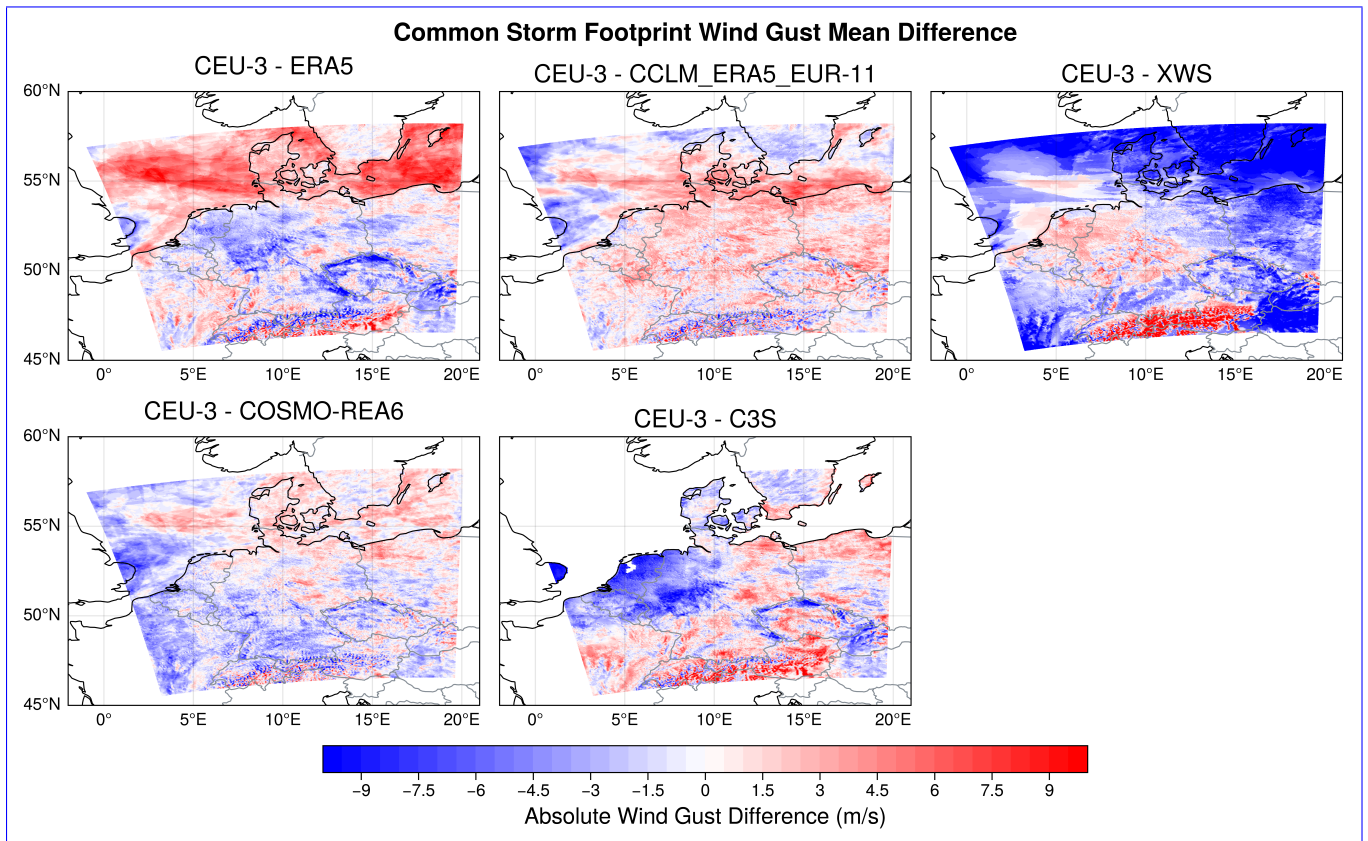 Common Storm Footprint Wind Gust Mean Difference
CEU-3 - ERA5
CEU-3 - CCLM_ERA5_EUR-11
CEU-3 - XWS
60°N
55°N
50°N
45°N
0°
5°E
10°E
15°E
20°E
0°
5°E
10°E
15°E
20°E
0°
5°E
10°E
15°E
20°E
CEU-3 - COSMO-REA6
CEU-3 - C3S
60°N
55°N
50°N
45°N
0°
5°E
10°E
15°E
20°E
0°
5°E
10°E
15°E
20°E
−9 −7.5 −6 −4.5 −3 −1.5 0 1.5 3 4.5 6 7.5 9
Absolute Wind Gust Difference (m/s)